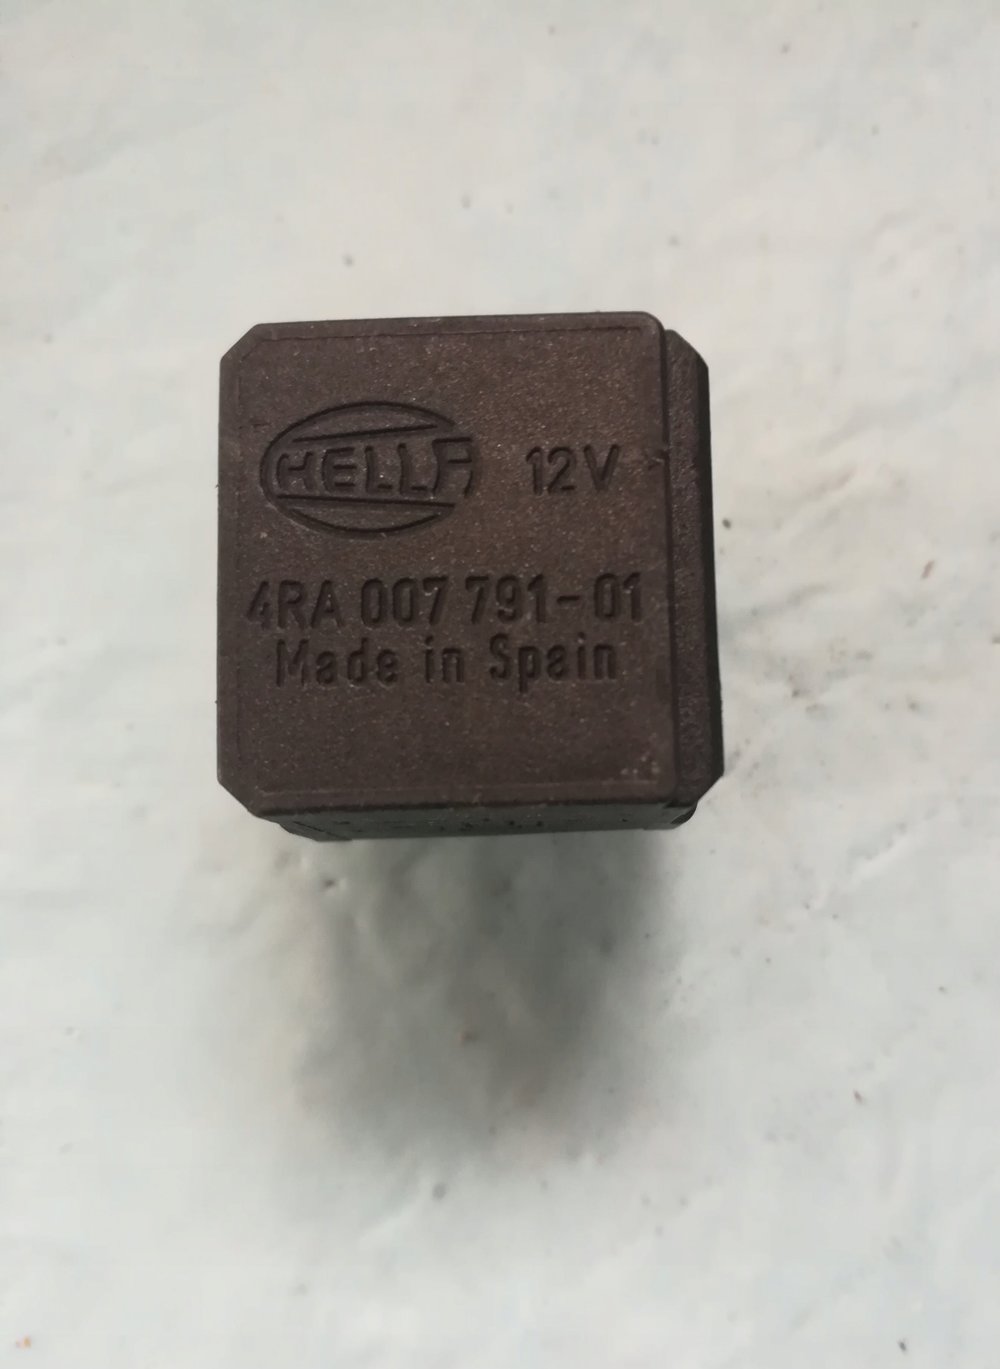 HELLA 12V
4RA 007 791-01
Made in Spain